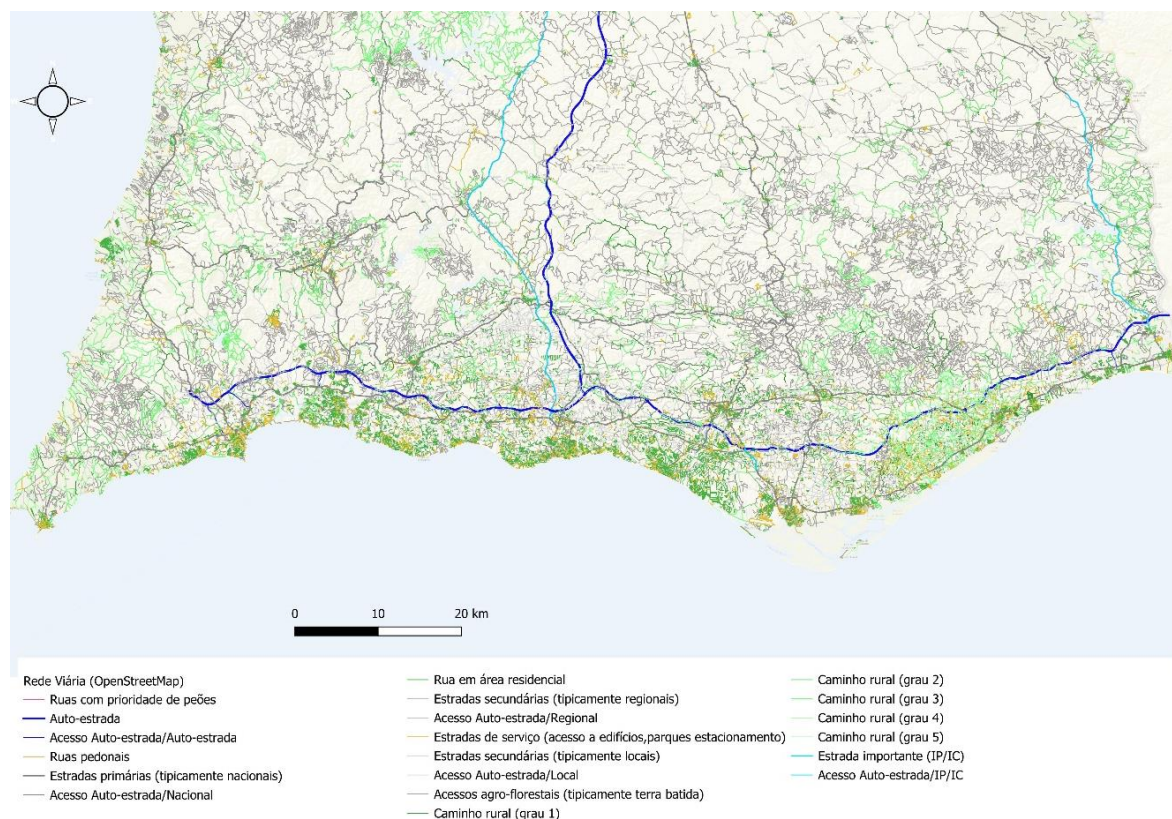 0 10 20 km
Rede Viária (OpenStreetMap)
Ruas com prioridade de peões
Auto-estrada
Acesso Auto-estrada/Auto-estrada
Ruas pedonais
Estradas primárias (tipicamente nacionais)
Acesso Auto-estrada/Nacional
Rua em área residencial
Estradas secundárias (tipicamente regionais)
Acesso Auto-estrada/Regional
Estradas de serviço (acesso a edifícios,parques estacionamento)
Estradas secundárias (tipicamente locais)
Acesso Auto-estrada/Local
Acessos agro-florestais (tipicamente terra batida)
Caminho rural (grau 1)
Caminho rural (grau 2)
Caminho rural (grau 3)
Caminho rural (grau 4)
Caminho rural (grau 5)
Estrada importante (IP/IC)
Acesso Auto-estrada/IP/IC